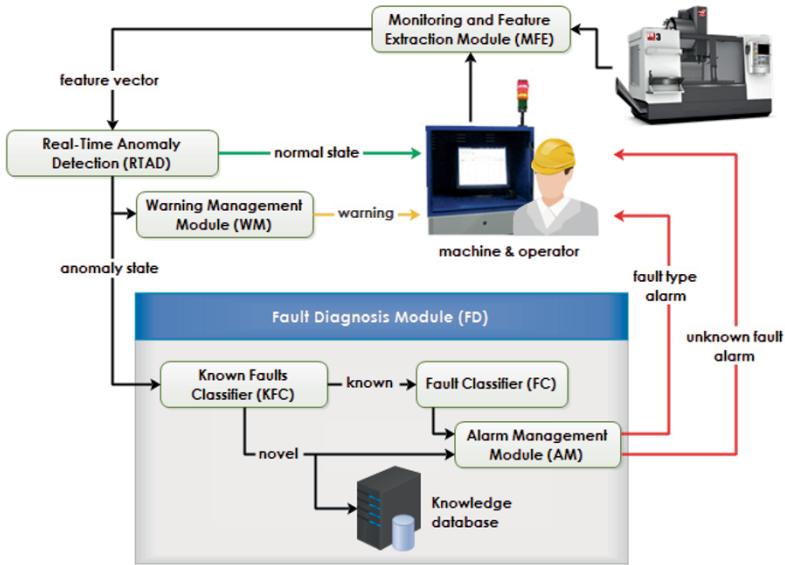 Monitoring and Feature
Extraction Module (MFE)
feature vector
Real-Time Anomaly
Detection (RTAD)
normal state
Warning Management
Module (WM)
warning
machine & operator
anomaly state
fault type
alarm
unknown fault
alarm
Fault Diagnosis Module (FD)
Known Faults
Classifier (KFC)
known
Fault Classifier (FC)
Alarm Management
Module (AM)
novel
Knowledge
database